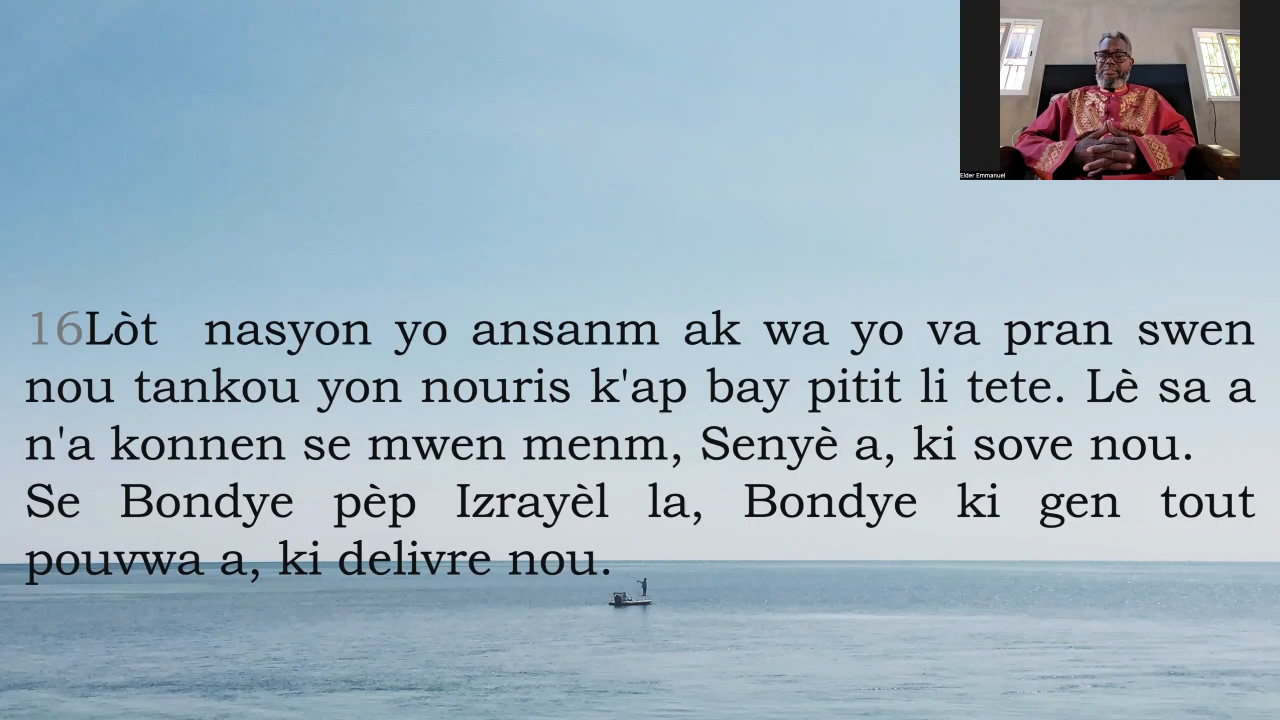 Elder Emmanuel
16Lòt nasyon yo ansanm ak wa yo va pran swen
nou tankou yon nouris k'ap bay pitit li tete. Lè sa a
n'a konnen se mwen menm, Senyè a, ki sove nou.
Se Bondye pèp Izrayèl la, Bondye ki gen tout
pouvwa a, ki delivre nou.